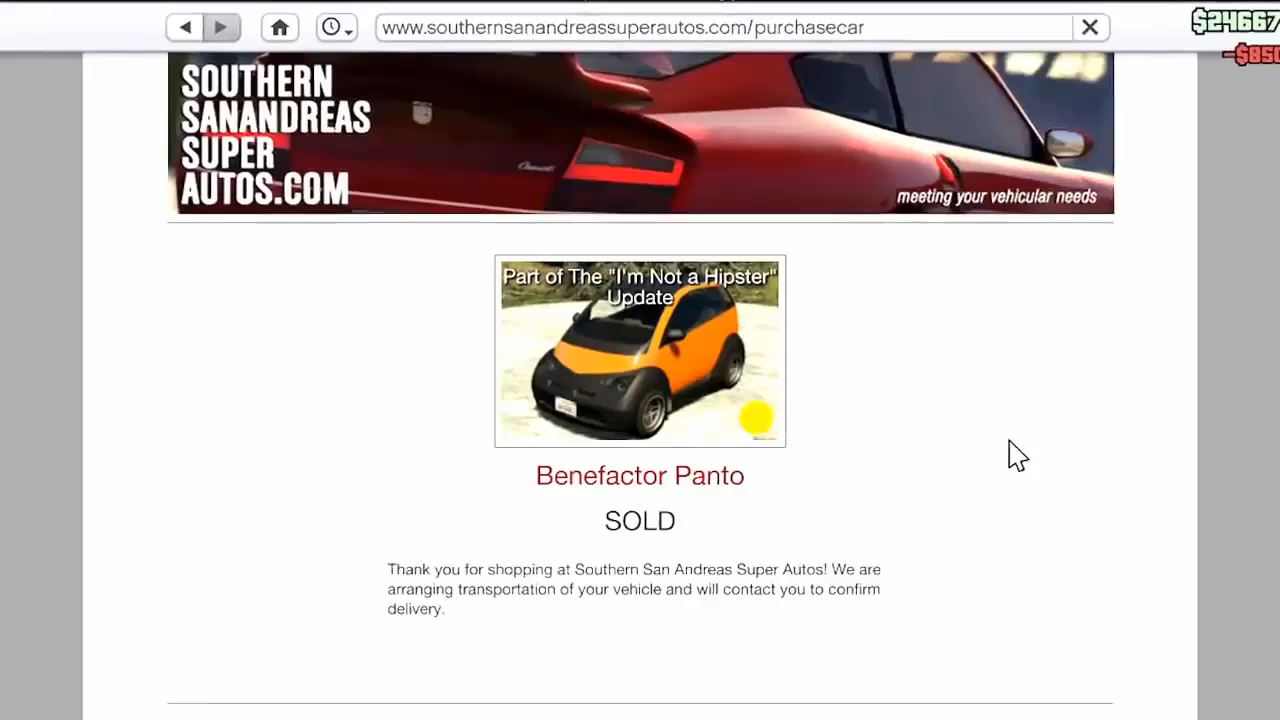 www.southernsanandreassuperautos.com/purchasecar
$24667
-$850
SOUTHERN
SANANDREAS
SUPER
AUTOS.COM
meeting your vehicular needs
Part of The "I'm Not a Hipster"
Update
Benefactor Panto
SOLD
Thank you for shopping at Southern San Andreas Super Autos! We are
arranging transportation of your vehicle and will contact you to confirm
delivery.